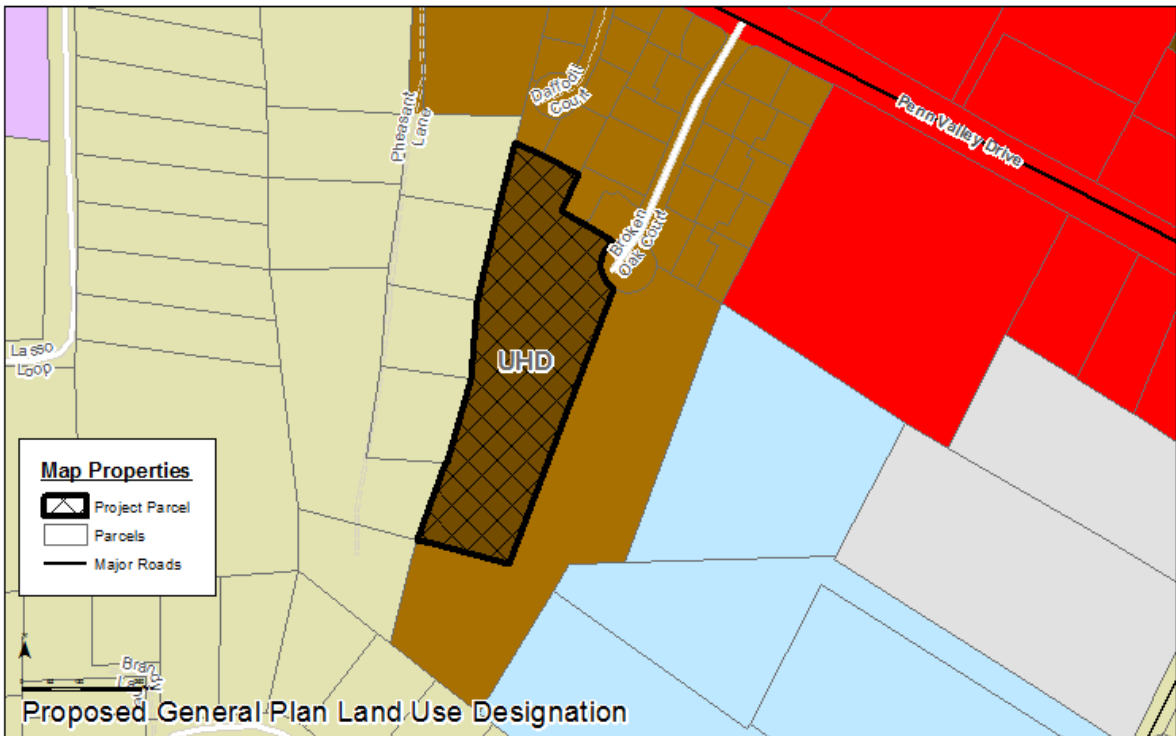 Daffodil
Court
Pheasant
Lane
Penn Valley Drive
Broken
Oak Court
Lasso
Loop
UHD
Map Properties
Project Parcel
Parcels
Major Roads
Proposed General Plan Land Use Designation